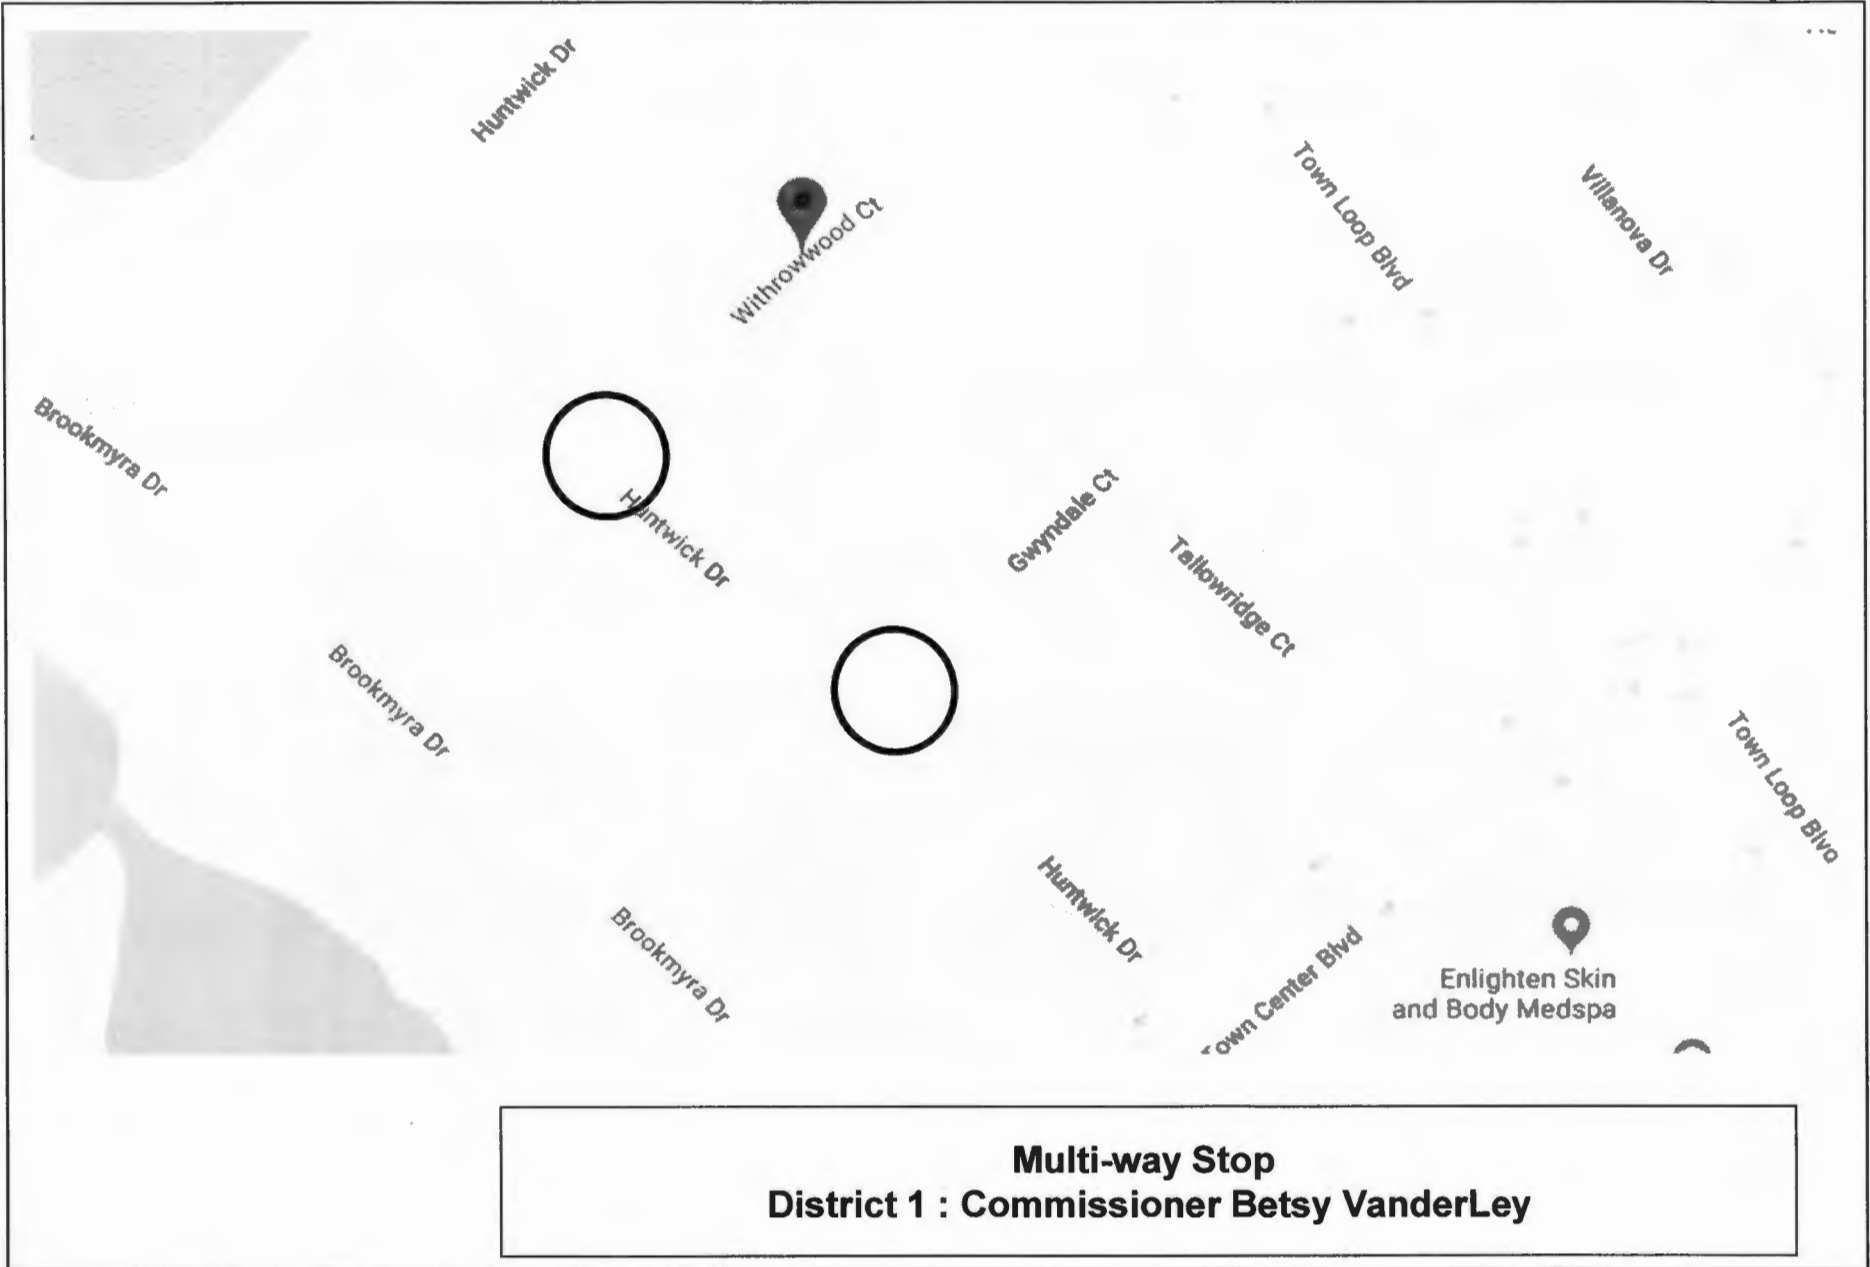 Huntwick Dr
Withrowwood Ct
Town Loop Blvd
Villanova Dr
Brookmyra Dr
Huntwick Dr
Gwyndale Ct
Tallowridge Ct
Brookmyra Dr
Town Loop Blvd
Huntwick Dr
Brookmyra Dr
Town Center Blvd
Enlighten Skin
and Body Medspa
Multi-way Stop
District 1 : Commissioner Betsy VanderLey